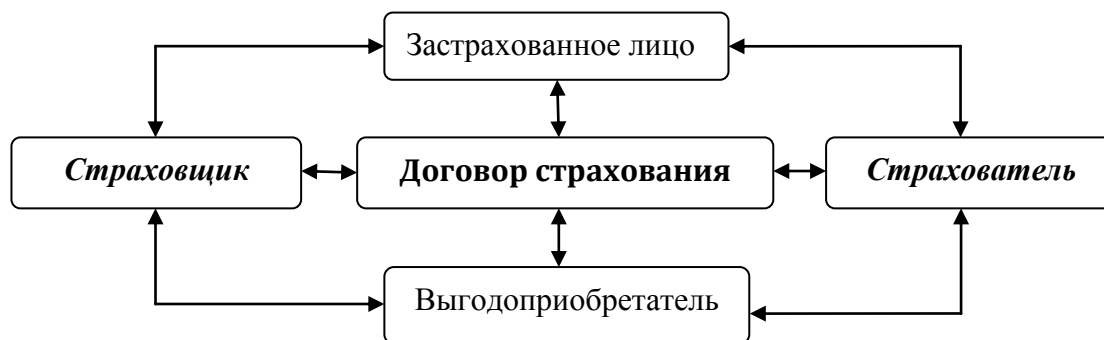 Застрахованное лицо
Страховщик
Договор страхования
Страхователь
Выгодоприобретатель